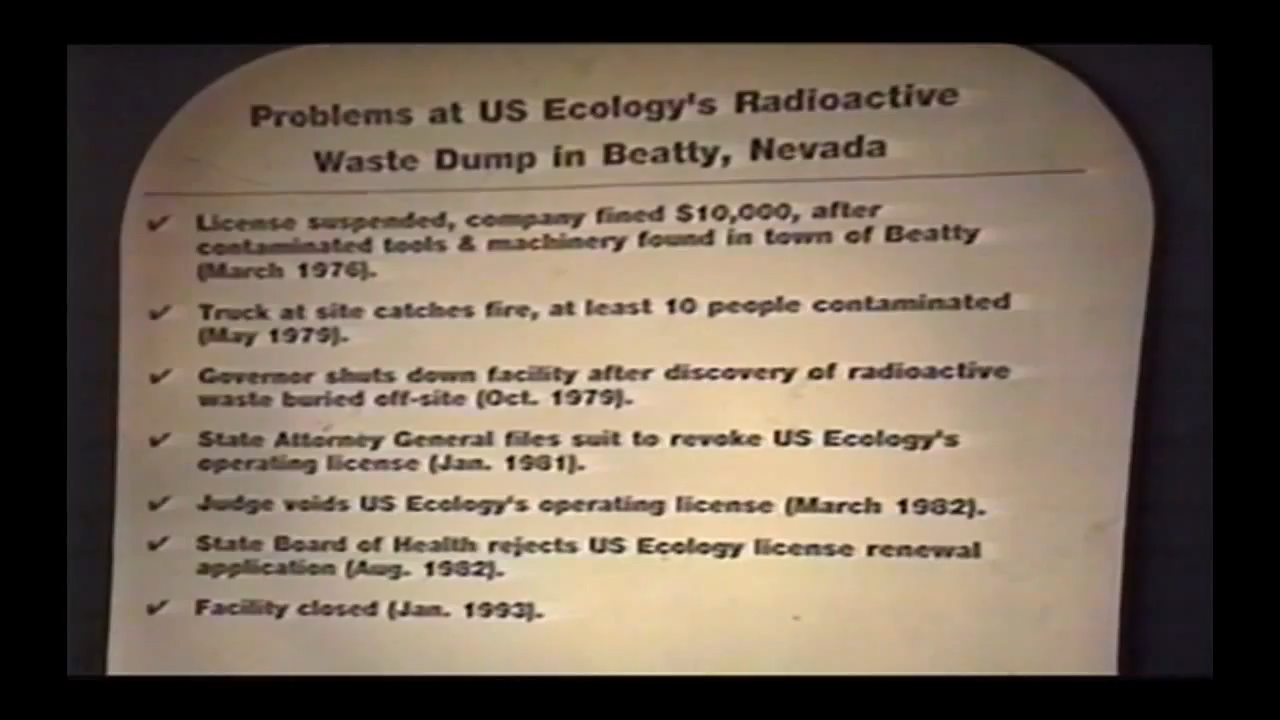 Problems at US Ecology's Radioactive
Waste Dump in Beatty, Nevada
✓ License suspended, company fined $10,000, after
contaminated tools & machinery found in town of Beatty
(March 1976).
✓ Truck at site catches fire, at least 10 people contaminated
(May 1979).
✓ Governor shuts down facility after discovery of radioactive
waste buried off-site (Oct. 1979).
✓ State Attorney General files suit to revoke US Ecology's
operating license (Jan. 1981).
✓ Judge voids US Ecology's operating license (March 1982).
✓ State Board of Health rejects US Ecology license renewal
application (Aug. 1982).
✓ Facility closed (Jan. 1993).